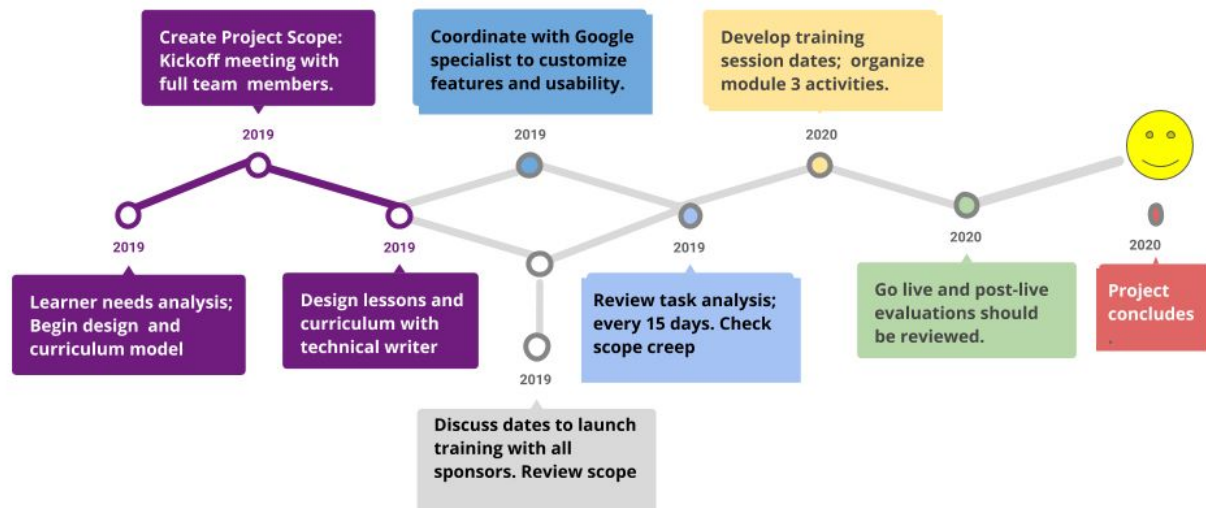 Create Project Scope:
Kickoff meeting with
full team members.
2019
Coordinate with Google
specialist to customize
features and usability.
2019
Develop training
session dates; organize
module 3 activities.
2020
2019
Learner needs analysis;
Begin design and
curriculum model
2019
Design lessons and
curriculum with
technical writer
2019
Discuss dates to launch
training with all
sponsors. Review scope
2019
Review task analysis;
every 15 days. Check
scope creep
2020
Go live and post-live
evaluations should
be reviewed.
2020
Project
concludes
.